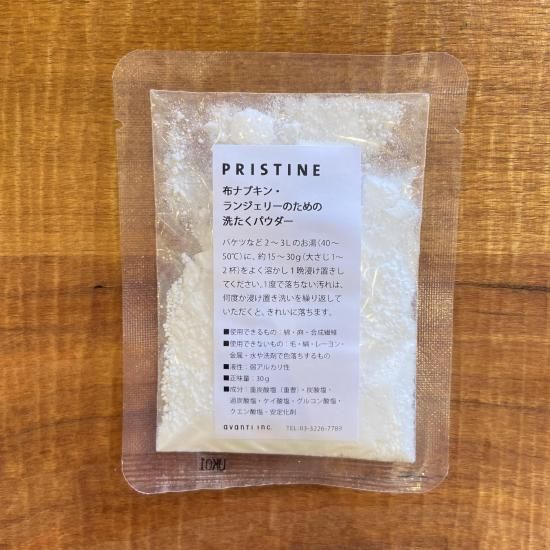 PRISTINE
布ナプキン・
ランジェリーのための
洗たくパウダー
バケツなど2～3Lのお湯(40～
50℃)に、約15～30g(大さじ1～
2杯)をよく溶かし1晩浸け置きし
てください。1度で落ちない汚れは、
何度か浸け置き洗いを繰り返して
いただくと、きれいに落ちます。
■使用できるもの：綿・麻・合成繊維
■使用できないもの：毛・絹・レーヨン・
金属・水や洗剤で色落ちするもの
■液性：弱アルカリ性
■正味量：30g
■成分：重炭酸塩（重曹）・炭酸塩・
過炭酸塩・ケイ酸塩・グルコン酸塩・
クエン酸塩・安定化剤
avanti inc. TEL:03-3226-7789